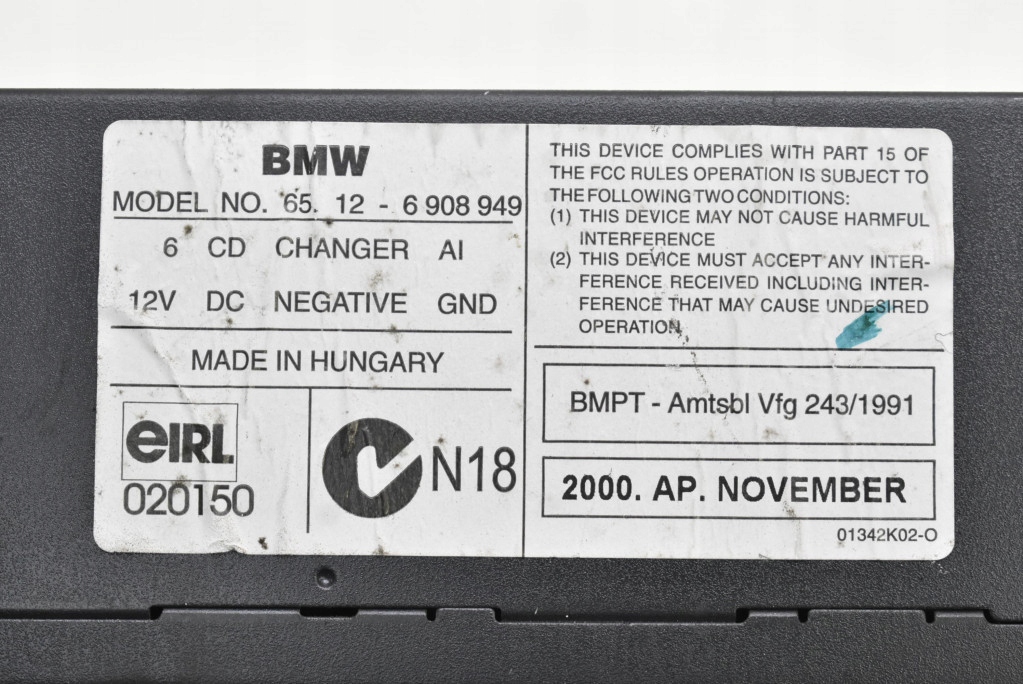 BMW
MODEL NO. 65. 12 - 6 908 949
6 CD CHANGER AI
12V DC NEGATIVE GND
MADE IN HUNGARY
eIRL
020150
N18
THIS DEVICE COMPLIES WITH PART 15 OF
THE FCC RULES OPERATION IS SUBJECT TO
THE FOLLOWING TWO CONDITIONS:
(1) THIS DEVICE MAY NOT CAUSE HARMFUL
INTERFERENCE
(2) THIS DEVICE MUST ACCEPT ANY INTER-
FERENCE RECEIVED INCLUDING INTER-
FERENCE THAT MAY CAUSE UNDESIRED
OPERATION
BMPT - Amtsbl Vfg 243/1991
2000. AP. NOVEMBER
01342K02-O